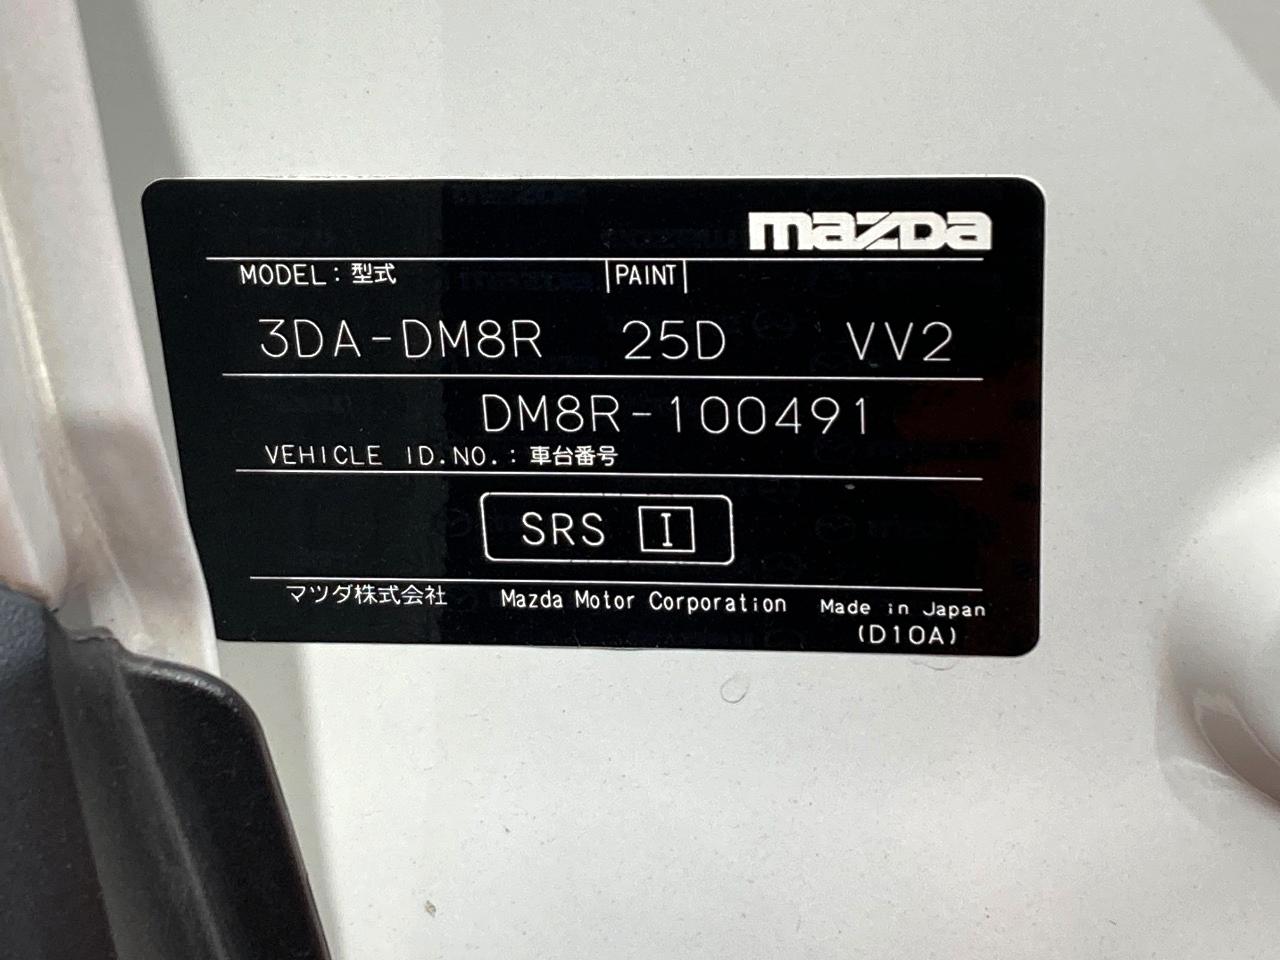 mazda
MODEL：型式 PAINT
3DA-DM8R 25D VV2
DM8R-100491
VEHICLE ID.NO.：車台番号
SRS I
マツダ株式会社 Mazda Motor Corporation Made in Japan
(D10A)